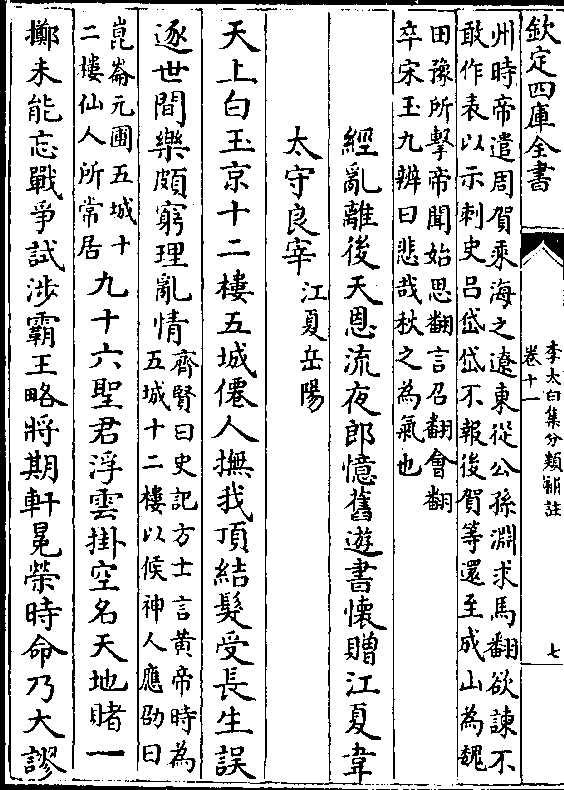 欽定四庫全書
李太白集分類補註
卷十一
七
州時帝遣周賀乘海之遼東從公孫淵求馬翻欲諫不
敢作表以示刺史吕岱岱不報後賀等還至成山為魏
田豫所擊帝聞始思翻言召翻會翻
卒宋玉九辨曰悲哉秋之為氣也
經亂離後天恩流夜郎憶舊遊書懷贈江夏韋
太守良宰江夏岳陽
天上白玉京十二樓五城僊人撫我頂結髮受長生誤
逐世間樂頗窮理亂情齊賢曰史記方士言黄帝時為
五城十二樓以候神人應劭曰
崑崙元圃五城十
二樓仙人所常居九十六聖君浮雲掛空名天地賭一
擲未能忘戰爭試涉霸王略將期軒冕榮時命乃大謬